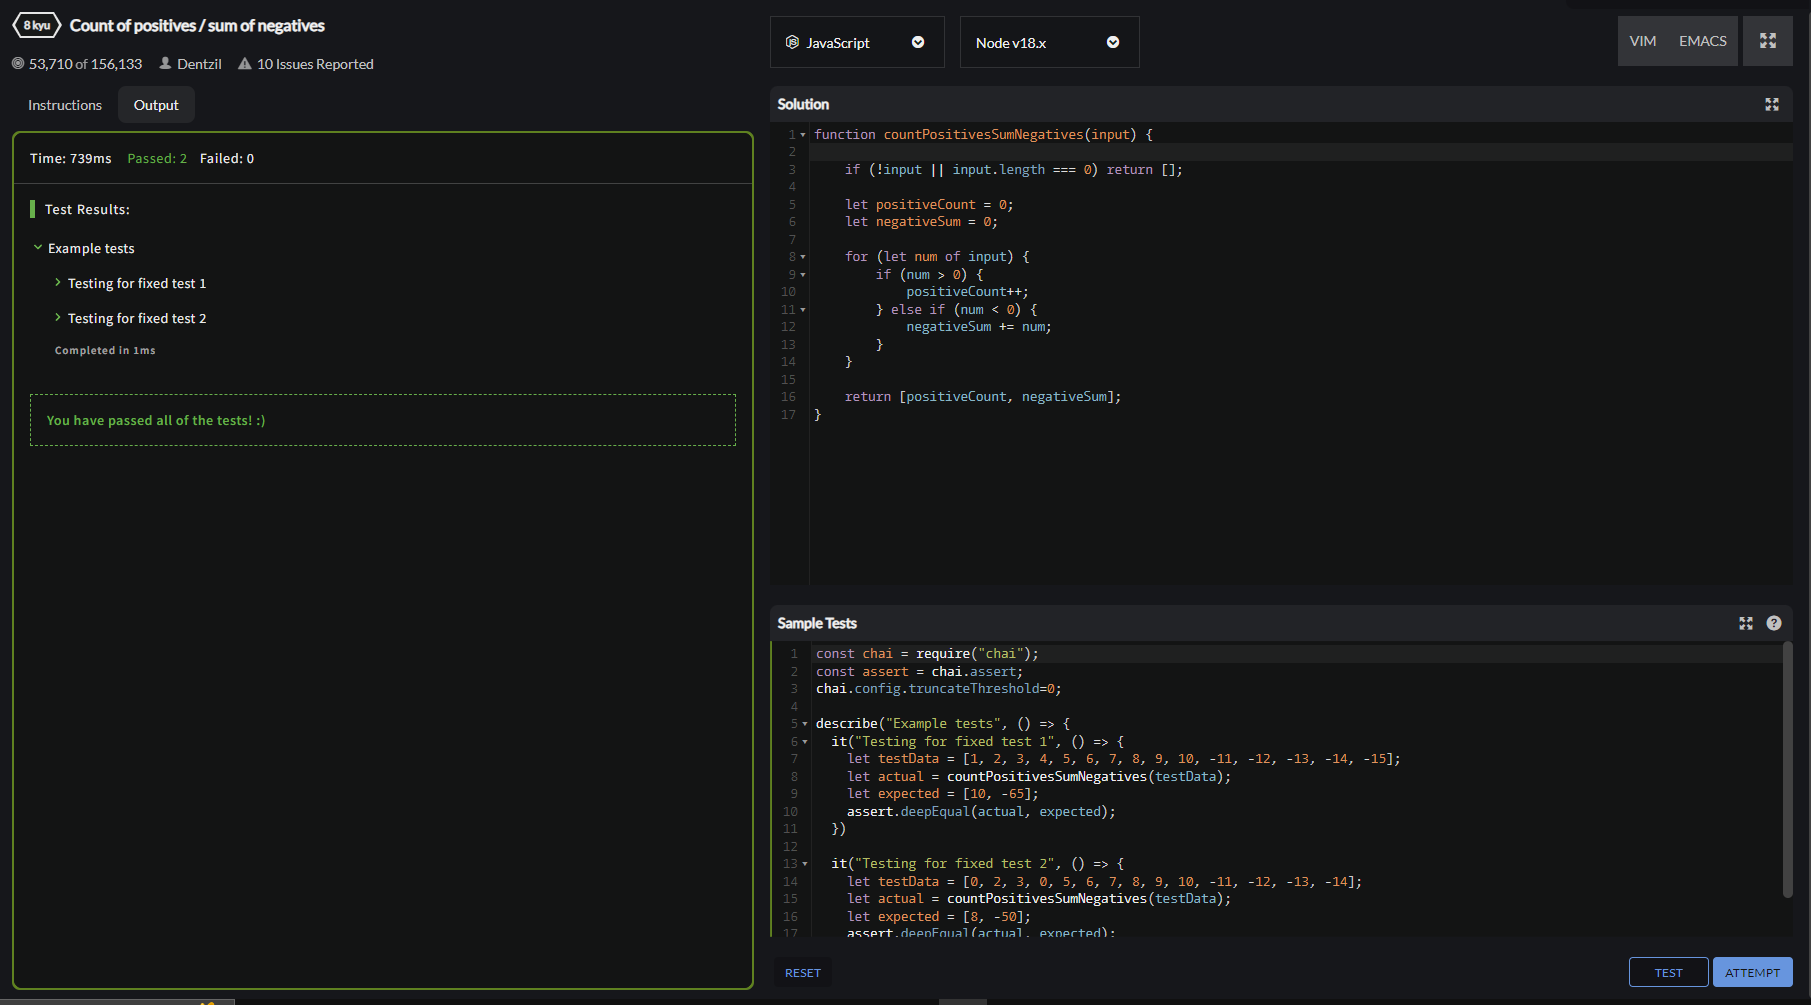 8 kyu Count of positives / sum of negatives
53,710 of 156,133 Dentzil 10 Issues Reported
Instructions Output
Time: 739ms Passed: 2 Failed: 0
Test Results:
Example tests
Testing for fixed test 1
Testing for fixed test 2
Completed in 1ms
You have passed all of the tests! :)
JavaScript Node v18.x VIM EMACS
Solution
1 function countPositivesSumNegatives(input) {
2
3 if (!input || input.length === 0) return [];
4
5 let positiveCount = 0;
6 let negativeSum = 0;
7
8 for (let num of input) {
9 if (num > 0) {
10 positiveCount++;
11 } else if (num < 0) {
12 negativeSum += num;
13 }
14 }
15
16 return [positiveCount, negativeSum];
17 }
Sample Tests
1 const chai = require("chai");
2 const assert = chai.assert;
3 chai.config.truncateThreshold=0;
4
5 describe("Example tests", () => {
6 it("Testing for fixed test 1", () => {
7 let testData = [1, 2, 3, 4, 5, 6, 7, 8, 9, 10, -11, -12, -13, -14, -15];
8 let actual = countPositivesSumNegatives(testData);
9 let expected = [10, -65];
10 assert.deepEqual(actual, expected);
11 })
12
13 it("Testing for fixed test 2", () => {
14 let testData = [0, 2, 3, 0, 5, 6, 7, 8, 9, 10, -11, -12, -13, -14];
15 let actual = countPositivesSumNegatives(testData);
16 let expected = [8, -50];
17 assert.deepEqual(actual, expected);
RESET TEST ATTEMPT